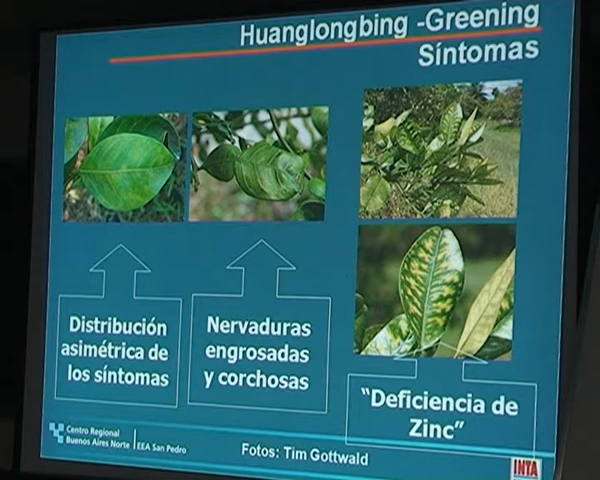 Huanglongbing -Greening
Síntomas
Distribución
asimétrica de
los síntomas
Nervaduras
engrosadas
y corchosas
“Deficiencia de
Zinc”
Centro Regional
Buenos Aires Norte | EEA San Pedro
Fotos: Tim Gottwald
INTA